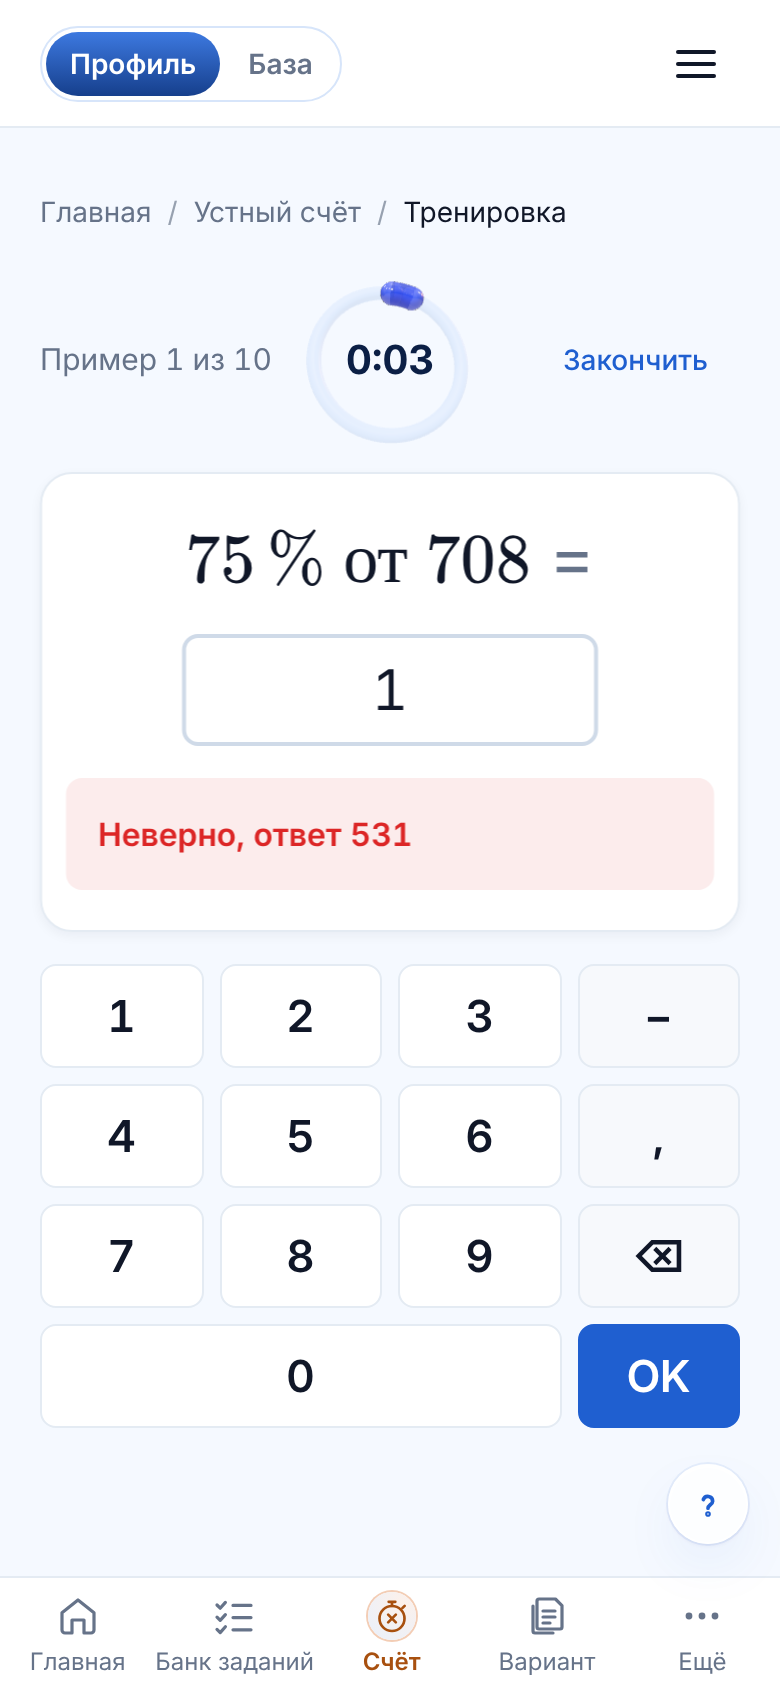 Профиль База
Главная / Устный счёт / Тренировка
Пример 1 из 10 0:03 Закончить
75 % от 708 =
1
Неверно, ответ 531
1 2 3 −
4 5 6 ,
7 8 9
0 OK
?
Главная Банк заданий Счёт Вариант Ещё